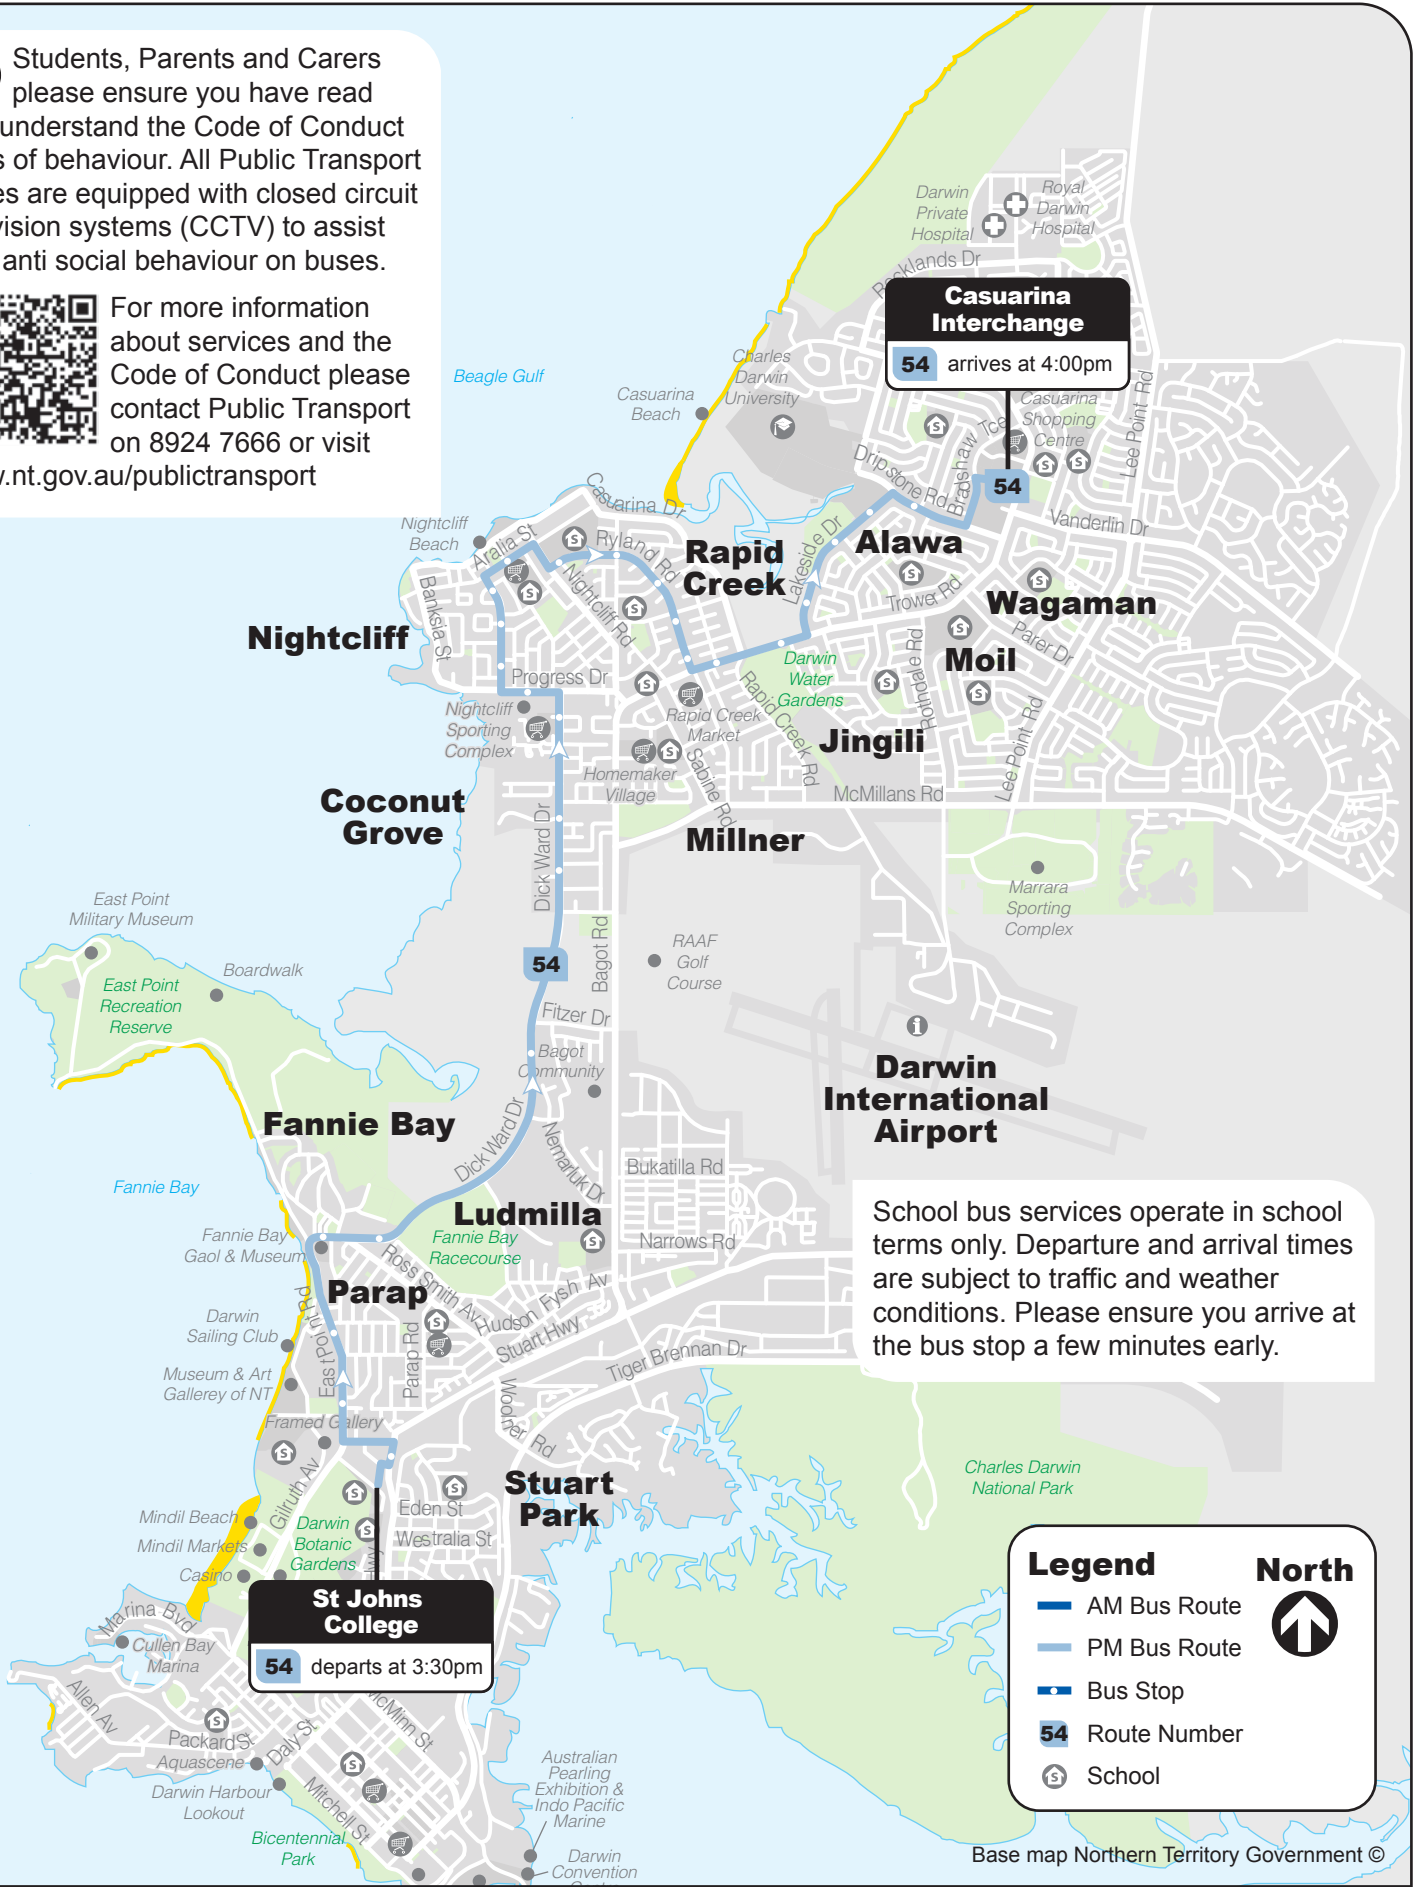 Students, Parents and Carers
please ensure you have read
understand the Code of Conduct
s of behaviour. All Public Transport
es are equipped with closed circuit
vision systems (CCTV) to assist
anti social behaviour on buses.
For more information
about services and the
Code of Conduct please
contact Public Transport
on 8924 7666 or visit
.nt.gov.au/publictransport
Darwin
Private
Hospital
Royal
Darwin
Hospital
Rocklands Dr
Casuarina
Interchange
54 arrives at 4:00pm
Beagle Gulf
Casuarina
Beach
Charles
Darwin
University
Casuarina
Shopping
Centre
Lee Point Rd
Dripstone Rd
Bradshaw Tce
54
Vanderlin Dr
Casuarina Dr
Nightcliff
Beach
Aralia St
Ryland Rd
Rapid
Creek
Lakeside Dr
Alawa
Banksia St
Nightcliff Rd
Trower Rd
Wagaman
Nightcliff
Parer Dr
Moil
Rothdale Rd
Progress Dr
Darwin
Water
Gardens
Nightcliff
Sporting
Complex
Rapid Creek
Market
Rapid Creek Rd
Jingili
Lee Point Rd
Homemaker
Village
Sabine Rd
McMillans Rd
Coconut
Grove
Dick Ward Dr
Millner
Marrara
Sporting
Complex
East Point
Military Museum
Boardwalk
Bagot Rd
RAAF
Golf
Course
54
East Point
Recreation
Reserve
Fitzer Dr
Bagot
Community
Darwin
International
Airport
Fannie Bay
Dick Ward Dr
Nemarluk Dr
Bukatilla Rd
Fannie Bay
Ludmilla
Fannie Bay
Racecourse
Narrows Rd
Fannie Bay
Gaol & Museum
Ross Smith Av
Parap
Hudson Fysh Av
Stuart Hwy
Darwin
Sailing Club
East Point Rd
Parap Rd
Tiger Brennan Dr
Museum & Art
Gallerey of NT
Woolner Rd
School bus services operate in school
terms only. Departure and arrival times
are subject to traffic and weather
conditions. Please ensure you arrive at
the bus stop a few minutes early.
Framed Gallery
Gilruth Av
Stuart
Park
Charles Darwin
National Park
Eden St
Westralia St
Mindil Beach
Mindil Markets
Casino
Darwin
Botanic
Gardens
wy
St Johns
College
54 departs at 3:30pm
Marina Bvd
Cullen Bay
Marina
Allen Av
Packard St
Aquascene
Daly St
McMinn St
Darwin Harbour
Lookout
Mitchell St
Bicentennial
Park
Australian
Pearling
Exhibition &
Indo Pacific
Marine
Darwin
Convention
Legend
North
AM Bus Route
PM Bus Route
Bus Stop
54 Route Number
S School
Base map Northern Territory Government ©